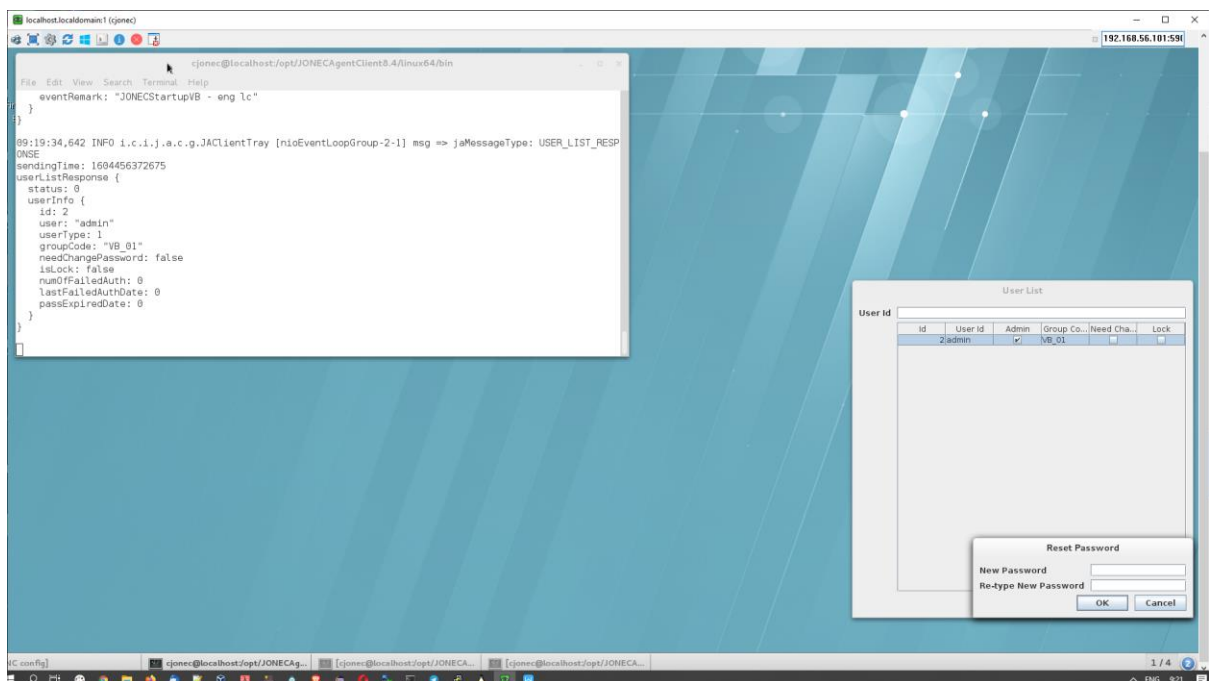 localhost.localdomain:1 (cjonec)
192.168.56.101:590
cjonec@localhost:/opt/JONECAgentClient8.4/linux64/bin
File Edit View Search Terminal Help
eventRemark: "JONECStartupVB - eng lc"
}
}
09:19:34,642 INFO i.c.i.j.a.c.g.JAClientTray [nioEventLoopGroup-2-1] msg => jaMessageType: USER_LIST_RESP
ONSE
sendingTime: 1604456372675
userListResponse {
status: 0
userInfo {
id: 2
user: "admin"
userType: 1
groupCode: "VB_01"
needChangePassword: false
isLock: false
numOfFailedAuth: 0
lastFailedAuthDate: 0
passExpiredDate: 0
}
}
User List
User Id
Id User Id Admin Group Co... Need Cha... Lock
2 admin VB_01
Reset Password
New Password
Re-type New Password
OK Cancel
IC config] cjonec@localhost:/opt/JONECAg... [cjonec@localhost:/opt/JONECA... [cjonec@localhost:/opt/JONECA... 1 / 4 2
ENG 9:21